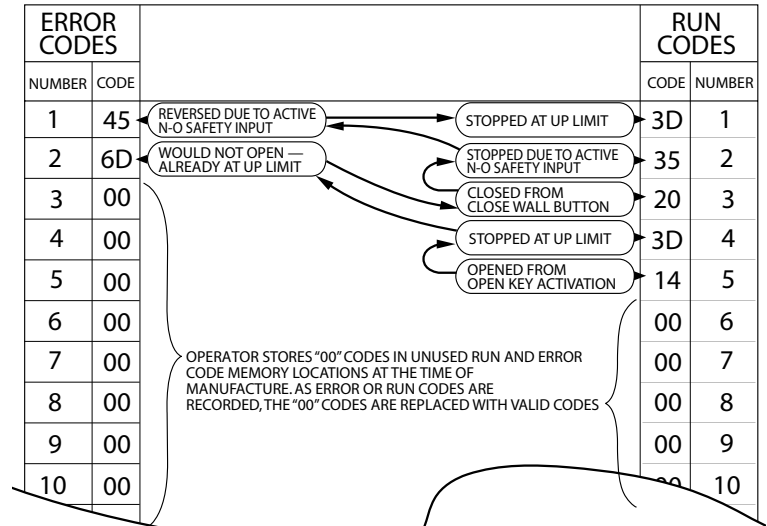 ERROR CODES
RUN CODES
NUMBER CODE
CODE NUMBER
1 45
REVERSED DUE TO ACTIVE
N-O SAFETY INPUT
STOPPED AT UP LIMIT
3D 1
2 6D
WOULD NOT OPEN —
ALREADY AT UP LIMIT
STOPPED DUE TO ACTIVE
N-O SAFETY INPUT
35 2
3 00
CLOSED FROM
CLOSE WALL BUTTON
20 3
4 00
STOPPED AT UP LIMIT
3D 4
5 00
OPENED FROM
OPEN KEY ACTIVATION
14 5
6 00
00 6
7 00
OPERATOR STORES “00” CODES IN UNUSED RUN AND ERROR
CODE MEMORY LOCATIONS AT THE TIME OF
MANUFACTURE. AS ERROR OR RUN CODES ARE
RECORDED, THE “00” CODES ARE REPLACED WITH VALID CODES
00 7
8 00
00 8
9 00
00 9
10 00
00 10